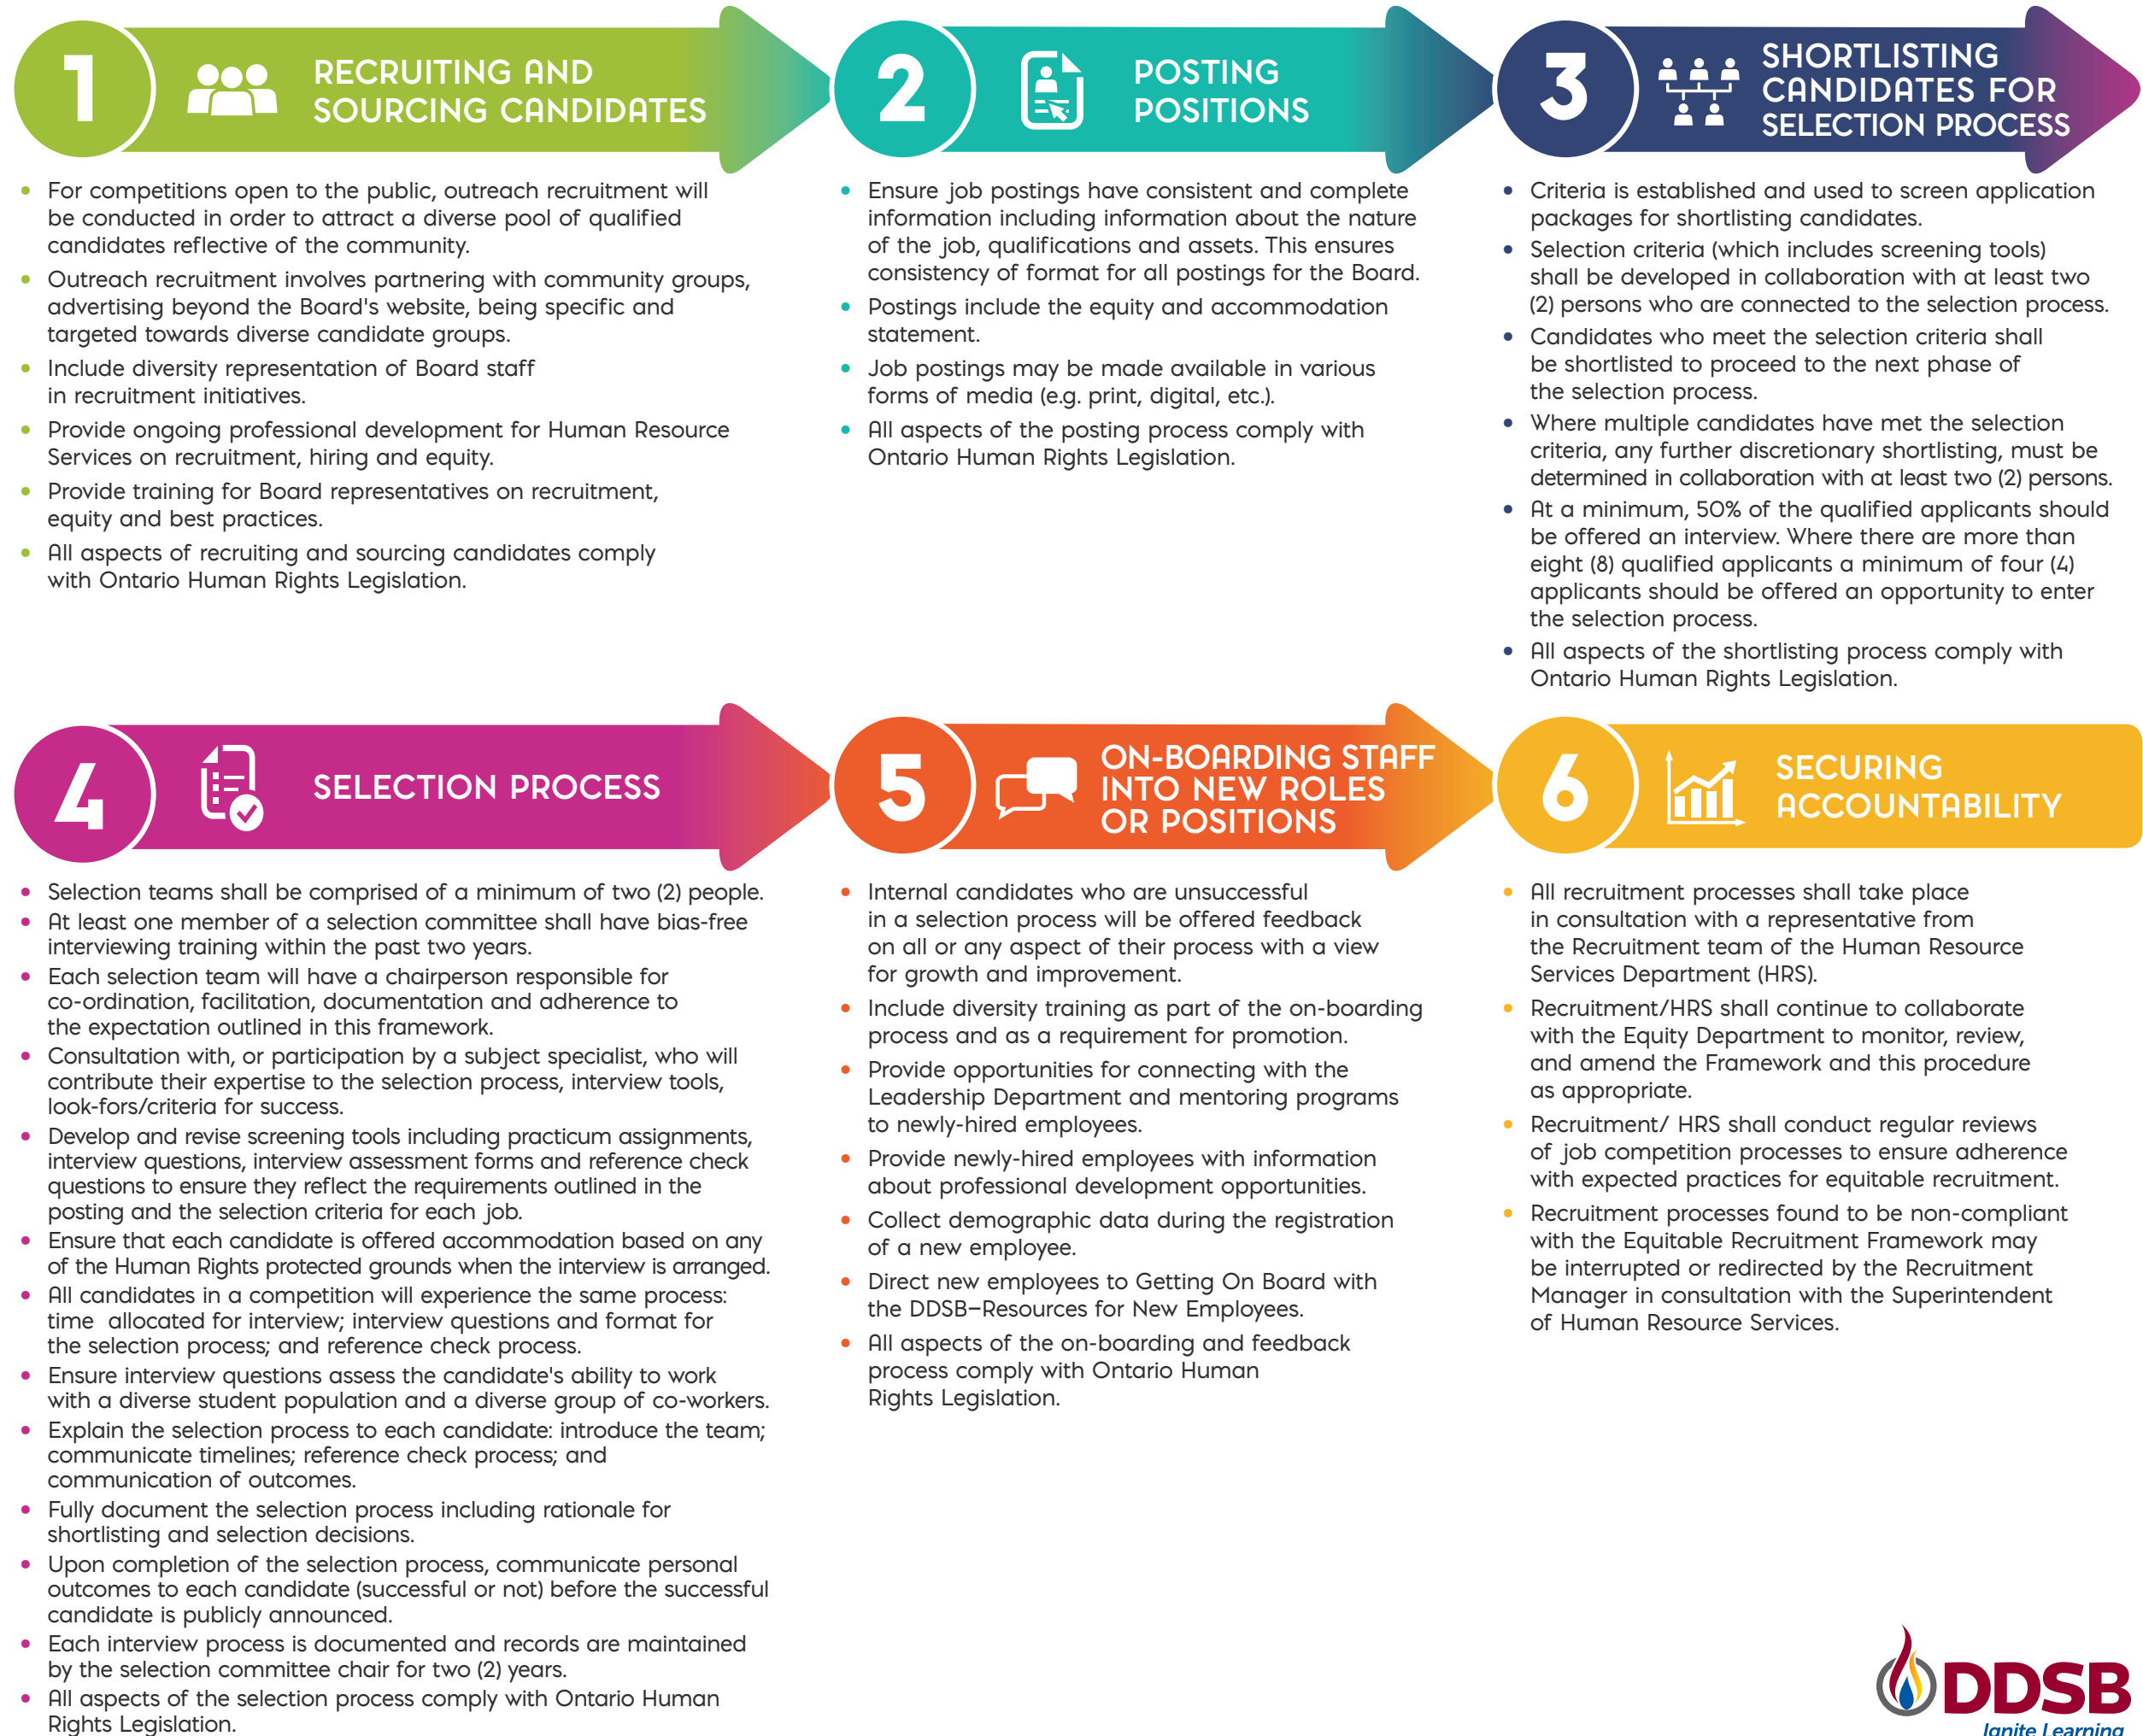 1
RECRUITING AND
SOURCING CANDIDATES
• For competitions open to the public, outreach recruitment will
be conducted in order to attract a diverse pool of qualified
candidates reflective of the community.
• Outreach recruitment involves partnering with community groups,
advertising beyond the Board's website, being specific and
targeted towards diverse candidate groups.
• Include diversity representation of Board staff
in recruitment initiatives.
• Provide ongoing professional development for Human Resource
Services on recruitment, hiring and equity.
• Provide training for Board representatives on recruitment,
equity and best practices.
• All aspects of recruiting and sourcing candidates comply
with Ontario Human Rights Legislation.
2
POSTING
POSITIONS
• Ensure job postings have consistent and complete
information including information about the nature
of the job, qualifications and assets. This ensures
consistency of format for all postings for the Board.
• Postings include the equity and accommodation
statement.
• Job postings may be made available in various
forms of media (e.g. print, digital, etc.).
• All aspects of the posting process comply with
Ontario Human Rights Legislation.
3
SHORTLISTING
CANDIDATES FOR
SELECTION PROCESS
• Criteria is established and used to screen application
packages for shortlisting candidates.
• Selection criteria (which includes screening tools)
shall be developed in collaboration with at least two
(2) persons who are connected to the selection process.
• Candidates who meet the selection criteria shall
be shortlisted to proceed to the next phase of
the selection process.
• Where multiple candidates have met the selection
criteria, any further discretionary shortlisting, must be
determined in collaboration with at least two (2) persons.
• At a minimum, 50% of the qualified applicants should
be offered an interview. Where there are more than
eight (8) qualified applicants a minimum of four (4)
applicants should be offered an opportunity to enter
the selection process.
• All aspects of the shortlisting process comply with
Ontario Human Rights Legislation.
4
SELECTION PROCESS
• Selection teams shall be comprised of a minimum of two (2) people.
• At least one member of a selection committee shall have bias-free
interviewing training within the past two years.
• Each selection team will have a chairperson responsible for
co-ordination, facilitation, documentation and adherence to
the expectation outlined in this framework.
• Consultation with, or participation by a subject specialist, who will
contribute their expertise to the selection process, interview tools,
look-fors/criteria for success.
• Develop and revise screening tools including practicum assignments,
interview questions, interview assessment forms and reference check
questions to ensure they reflect the requirements outlined in the
posting and the selection criteria for each job.
• Ensure that each candidate is offered accommodation based on any
of the Human Rights protected grounds when the interview is arranged.
• All candidates in a competition will experience the same process:
time allocated for interview; interview questions and format for
the selection process; and reference check process.
• Ensure interview questions assess the candidate's ability to work
with a diverse student population and a diverse group of co-workers.
• Explain the selection process to each candidate: introduce the team;
communicate timelines; reference check process; and
communication of outcomes.
• Fully document the selection process including rationale for
shortlisting and selection decisions.
• Upon completion of the selection process, communicate personal
outcomes to each candidate (successful or not) before the successful
candidate is publicly announced.
• Each interview process is documented and records are maintained
by the selection committee chair for two (2) years.
• All aspects of the selection process comply with Ontario Human
Rights Legislation.
5
ON-BOARDING STAFF
INTO NEW ROLES
OR POSITIONS
• Internal candidates who are unsuccessful
in a selection process will be offered feedback
on all or any aspect of their process with a view
for growth and improvement.
• Include diversity training as part of the on-boarding
process and as a requirement for promotion.
• Provide opportunities for connecting with the
Leadership Department and mentoring programs
to newly-hired employees.
• Provide newly-hired employees with information
about professional development opportunities.
• Collect demographic data during the registration
of a new employee.
• Direct new employees to Getting On Board with
the DDSB–Resources for New Employees.
• All aspects of the on-boarding and feedback
process comply with Ontario Human
Rights Legislation.
6
SECURING
ACCOUNTABILITY
• All recruitment processes shall take place
in consultation with a representative from
the Recruitment team of the Human Resource
Services Department (HRS).
• Recruitment/HRS shall continue to collaborate
with the Equity Department to monitor, review,
and amend the Framework and this procedure
as appropriate.
• Recruitment/ HRS shall conduct regular reviews
of job competition processes to ensure adherence
with expected practices for equitable recruitment.
• Recruitment processes found to be non-compliant
with the Equitable Recruitment Framework may
be interrupted or redirected by the Recruitment
Manager in consultation with the Superintendent
of Human Resource Services.
DDSB
Ignite Learning